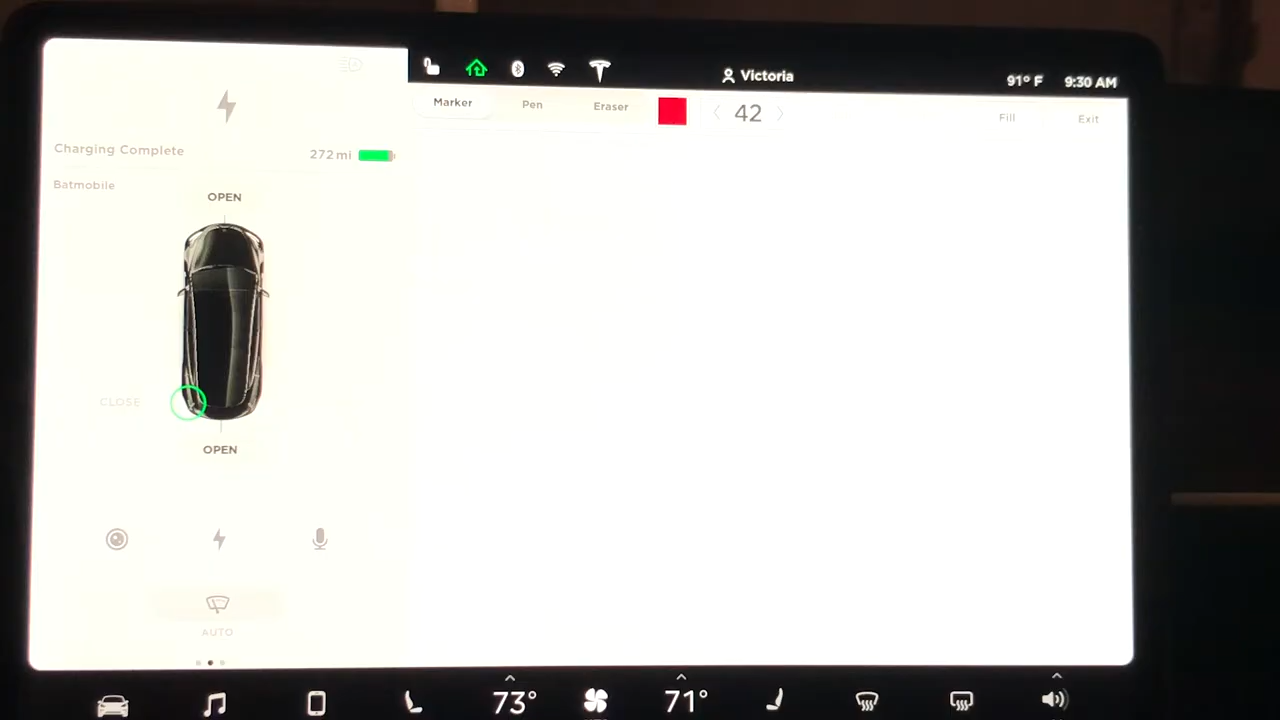 Victoria
91° F 9:30 AM
Marker Pen Eraser 42 Fill Exit
Charging Complete 272 mi
Batmobile
OPEN
CLOSE
OPEN
AUTO
73° 71°